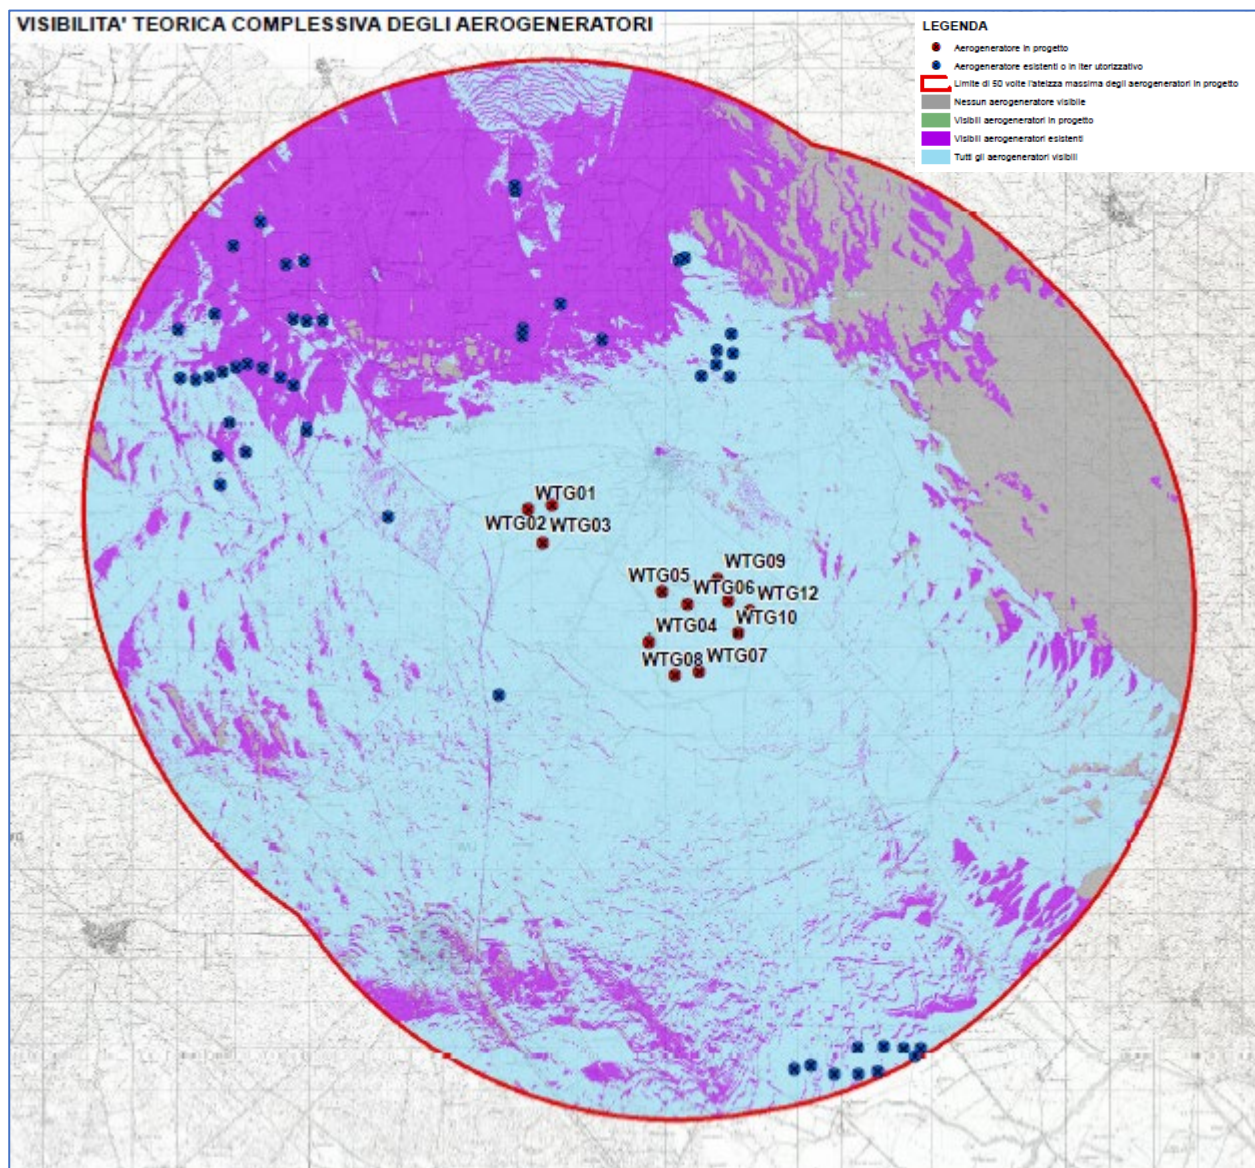 VISIBILITA' TEORICA COMPLESSIVA DEGLI AEROGENERATORI
LEGENDA
Aerogeneratore in progetto
Aerogeneratore esistenti o in iter utorizzativo
Limite di 50 volte l'ateizza massima degli aerogeneratori in progetto
Nessun aerogeneratore visibile
Visibili aerogeneratori in progetto
Visibili aerogeneratori esistenti
Tutti gli aerogeneratori visibili
WTG01
WTG02 WTG03
WTG09
WTG05
WTG06 WTG12
WTG04 WTG10
WTG08 WTG07